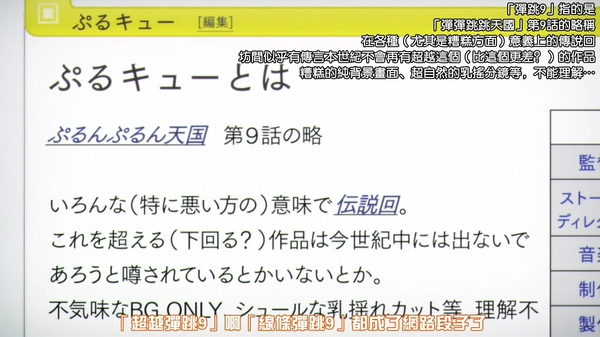 ぷるキュー [編集]
「彈跳9」指的是
「彈彈跳跳天國」第9話的略稱
在各種（尤其是糟糕方面）意義上的傳說回
坊間似乎有傳言本世紀不會再有超越這個（比這個更差？）的作品
糟糕的純背景畫面、超自然的乳搖分鏡等。不能理解…
ぷるキューとは
ぷるんぷるん天国 第9話の略
いろんな（特に悪い方の）意味で伝説回。
これを超える（下回る？）作品は今世紀中には出ないで
あろうと噂されているとかいないとか。
不気味なBG ONLY、シュールな乳揺れカット等、理解不
監
ストー
ディレク
音楽
制作
製
「超越彈跳9」啊「線條彈跳9」都成了網路段子了